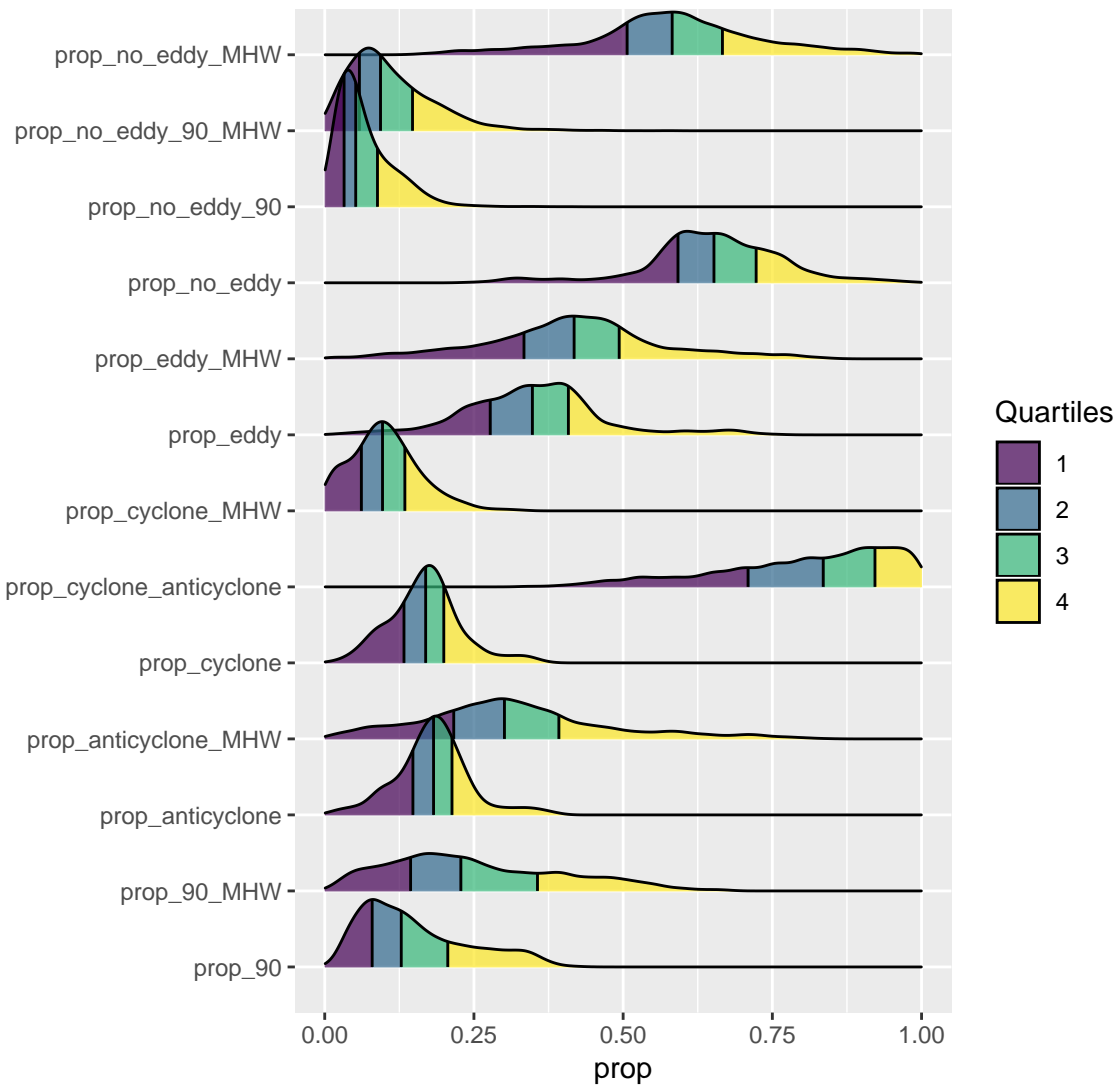 prop_no_eddy_MHW
prop_no_eddy_90_MHW
prop_no_eddy_90
prop_no_eddy
prop_eddy_MHW
prop_eddy
prop_cyclone_MHW
prop_cyclone_anticyclone
prop_cyclone
prop_anticyclone_MHW
prop_anticyclone
prop_90_MHW
prop_90
0.00 0.25 0.50 0.75 1.00
prop
Quartiles
1
2
3
4